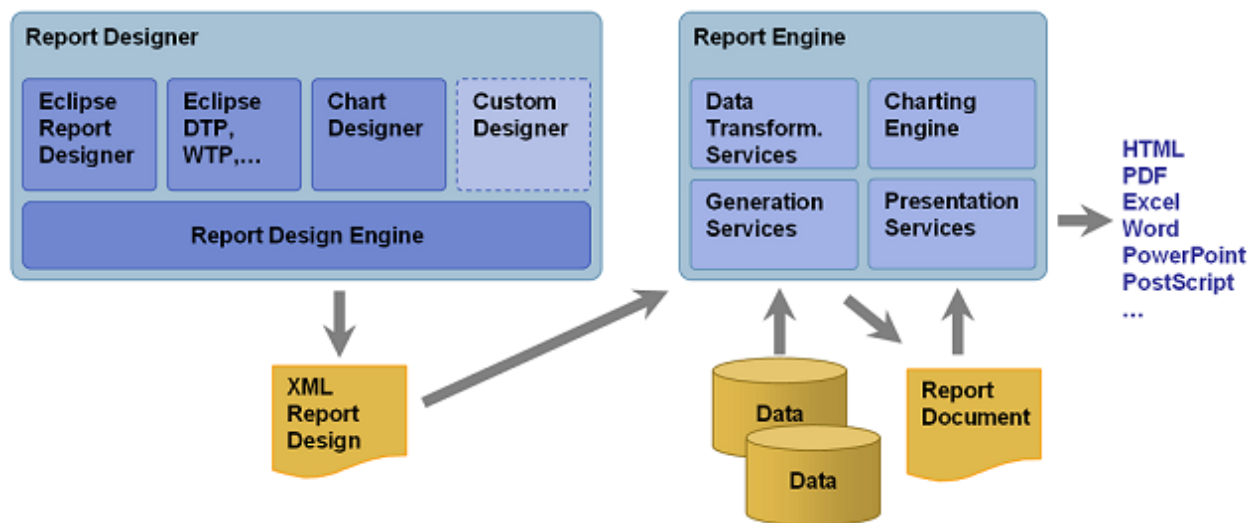 Report Designer
Eclipse
Report
Designer
Eclipse
DTP,
WTP,...
Chart
Designer
Custom
Designer
Report Design Engine
Report Engine
Data
Transform.
Services
Charting
Engine
Generation
Services
Presentation
Services
HTML
PDF
Excel
Word
PowerPoint
PostScript
...
XML
Report
Design
Data
Data
Report
Document